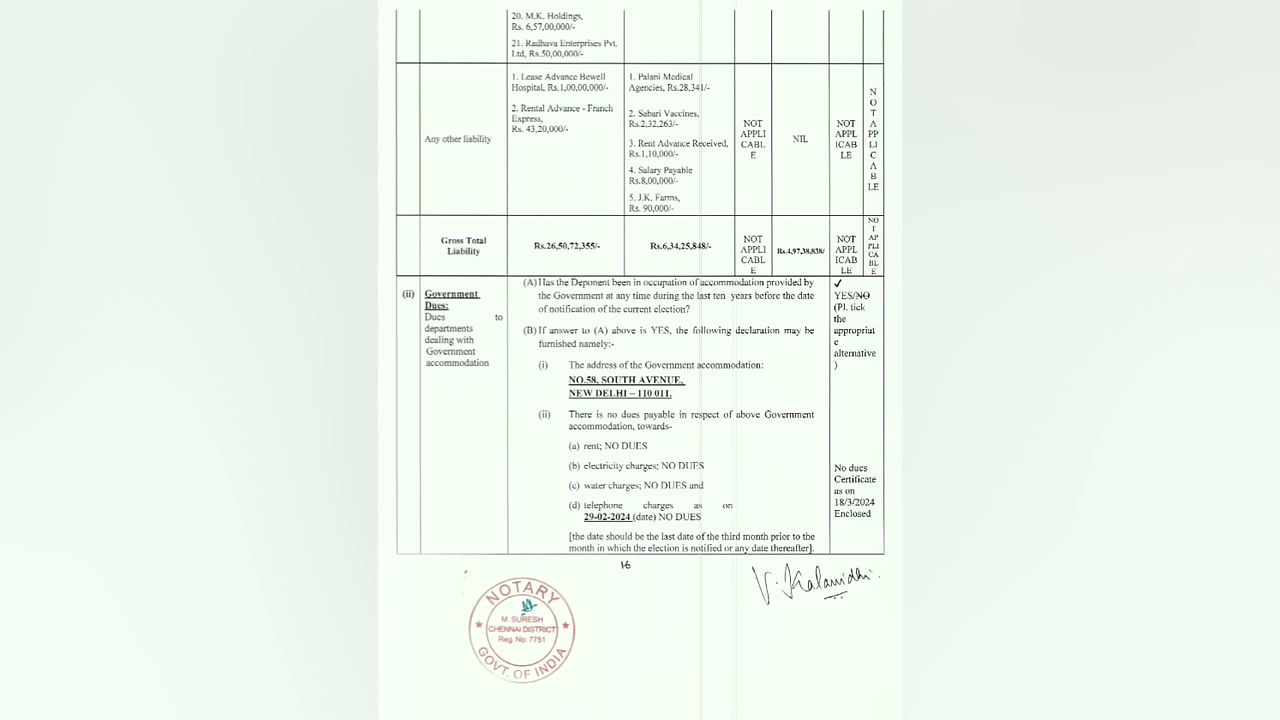 20. M.K. Holdings,
Rs. 6,57,00,000/-
21. Radhava Enterprises Pvt.
Ltd, Rs.50,00,000/-
Any other liability
1. Lease Advance Bewell
Hospital, Rs.1,00,00,000/-
2. Rental Advance - Franch
Express,
Rs. 43,20,000/-
1. Palani Medical
Agencies, Rs.28,341/-
2. Sabari Vaccines,
Rs.2,32,263/-
3. Rent Advance Received,
Rs.1,10,000/-
4. Salary Payable
Rs.8,00,000/-
5. J.K. Farms,
Rs. 90,000/-
NOT
APPLI
CABL
E
NIL
NOT
APPL
ICAB
LE
N
O
T
A
PP
LI
C
A
B
LE
Gross Total
Liability
Rs.26,50,72,355/-
Rs.6,34,25,848/-
NOT
APPLI
CABL
E
Rs.4,97,38,838/
NOT
APPL
ICAB
LE
NO
T
AP
PLI
CA
BL
E
(ii) Government
Dues:
Dues to
departments
dealing with
Government
accommodation
(A) Has the Deponent been in occupation of accommodation provided by
the Government at any time during the last ten years before the date
of notification of the current election?
✓
YES/NO
(Pl. tick
the
appropriat
e
alternative
)
(B) If answer to (A) above is YES, the following declaration may be
furnished namely:-
(i) The address of the Government accommodation:
NO.58, SOUTH AVENUE,
NEW DELHI – 110 011.
(ii) There is no dues payable in respect of above Government
accommodation, towards-
(a) rent; NO DUES
(b) electricity charges; NO DUES
(c) water charges; NO DUES and
(d) telephone charges as on
29-02-2024 (date) NO DUES
[the date should be the last date of the third month prior to the
month in which the election is notified or any date thereafter].
No dues
Certificate
as on
18/3/2024
Enclosed
16
V. Kalanidhi
NOTARY
M. SURESH
CHENNAI DISTRICT
Reg. No: 7751
GOVT. OF INDIA